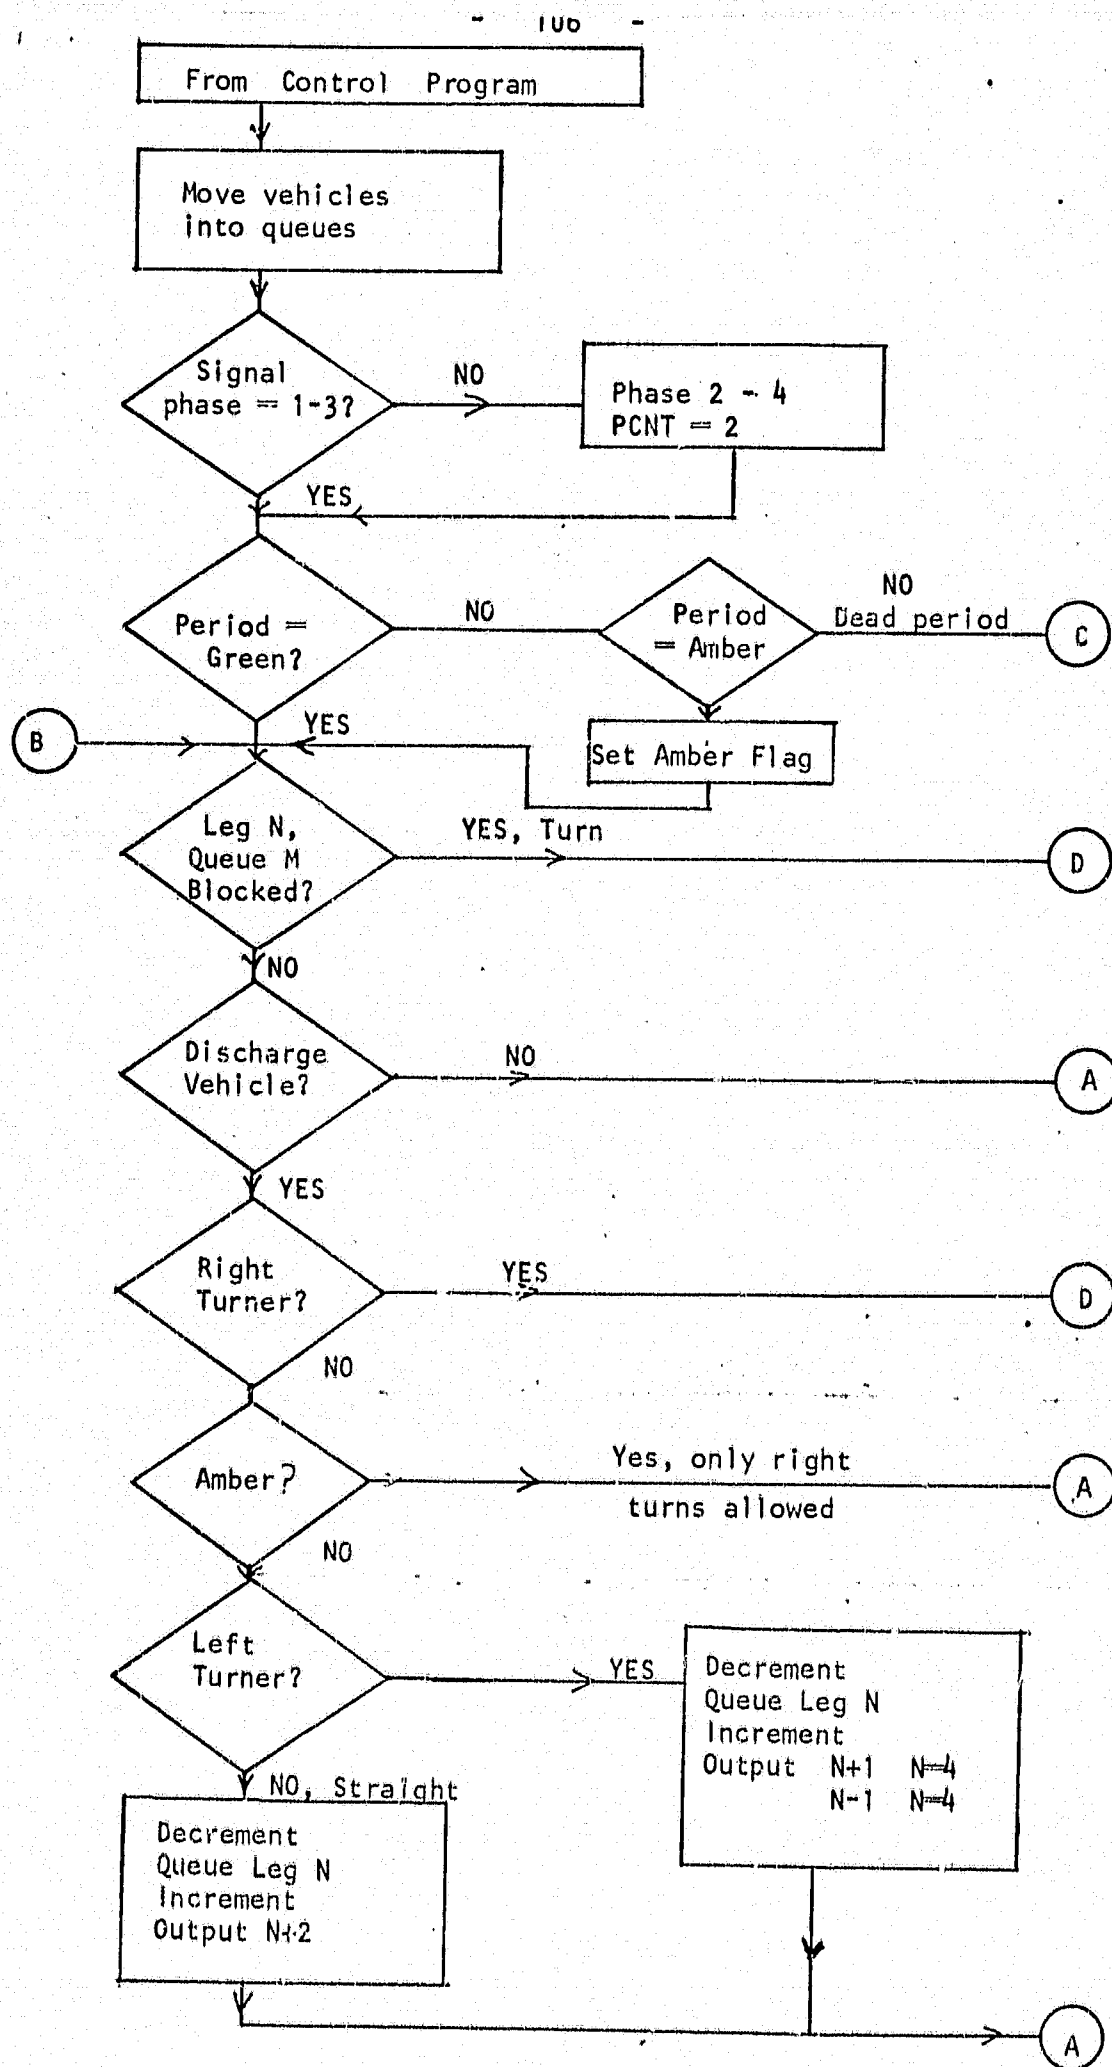 - 106 -
From Control Program
Move vehicles
into queues
Signal
phase = 1-3?
NO
Phase 2 - 4
PCNT = 2
YES
Period =
Green?
NO
Period
= Amber
NO
Dead period
C
B
YES
Set Amber Flag
Leg N,
Queue M
Blocked?
YES, Turn
D
NO
Discharge
Vehicle?
NO
A
YES
Right
Turner?
YES
D
NO
Amber?
Yes, only right
turns allowed
A
NO
Left
Turner?
YES
Decrement
Queue Leg N
Increment
Output N+1 N=4
N-1 N=4
NO, Straight
Decrement
Queue Leg N
Increment
Output N+2
A